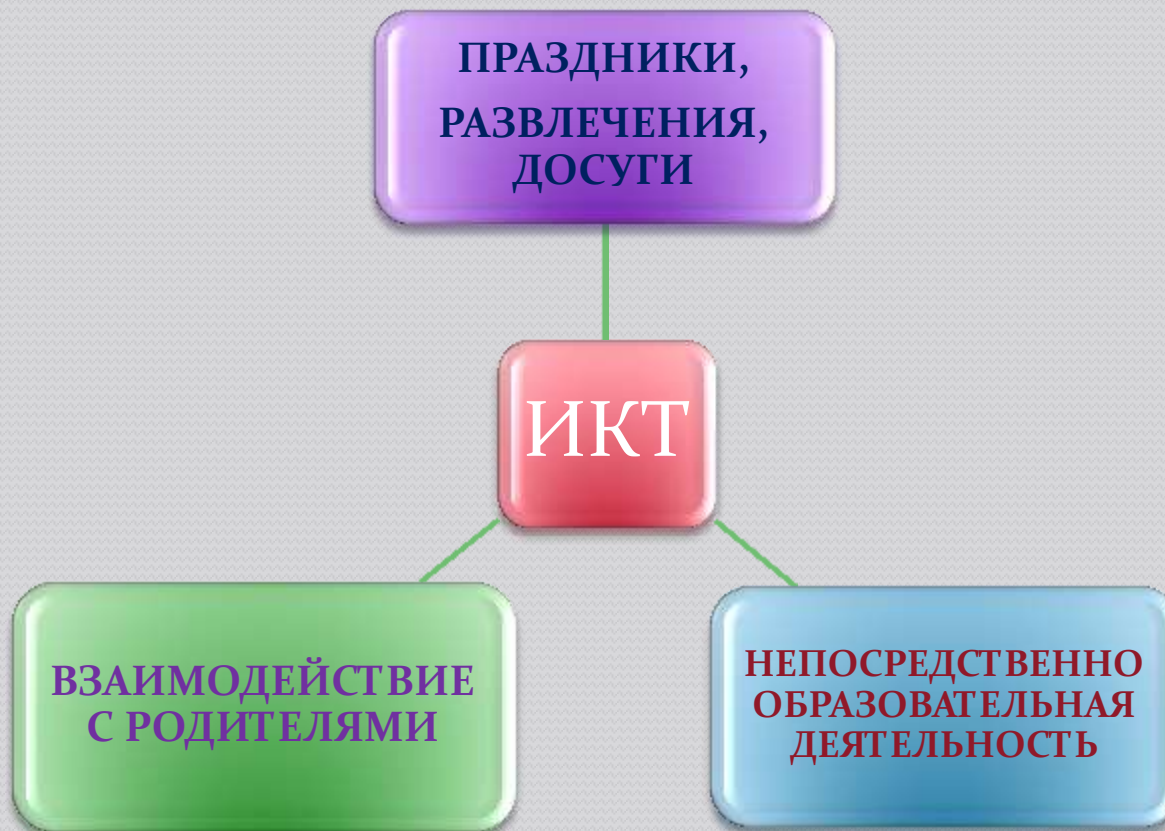 ПРАЗДНИКИ,
РАЗВЛЕЧЕНИЯ,
ДОСУГИ
ИКТ
ВЗАИМОДЕЙСТВИЕ
С РОДИТЕЛЯМИ
НЕПОСРЕДСТВЕННО
ОБРАЗОВАТЕЛЬНАЯ
ДЕЯТЕЛЬНОСТЬ